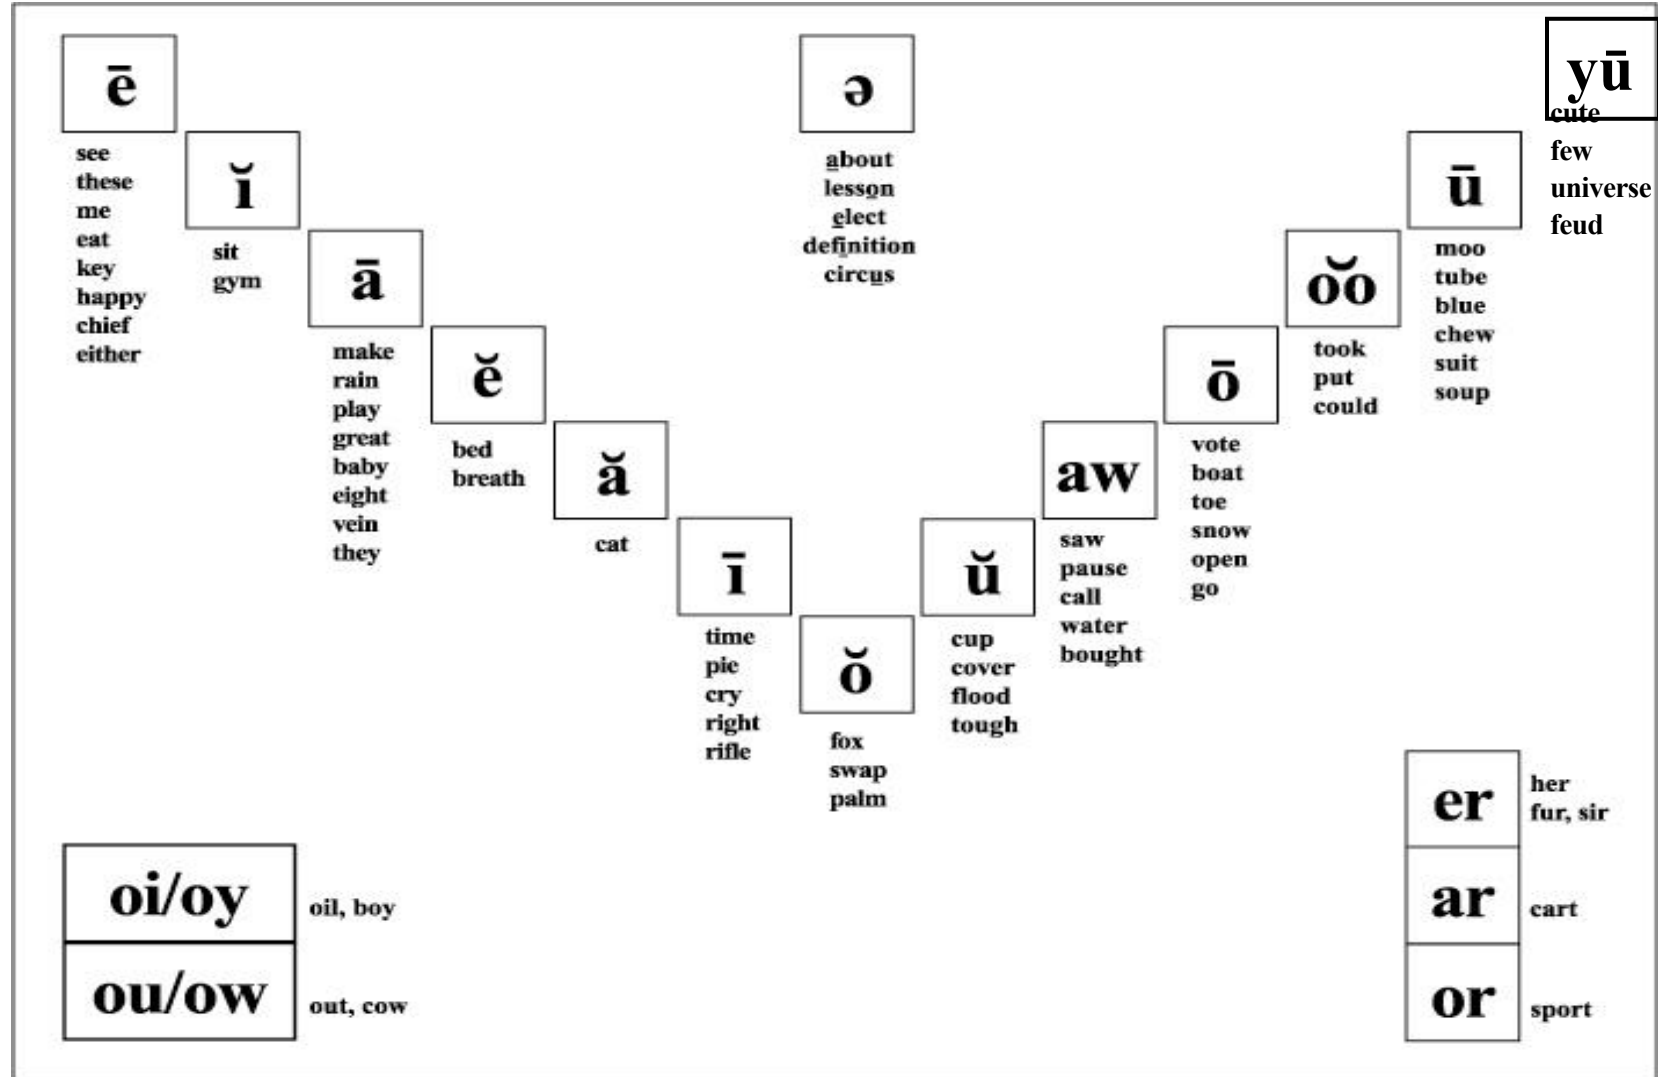 ē
see
these
me
eat
key
happy
chief
either
ĭ
sit
gym
ā
make
rain
play
great
baby
eight
vein
they
ĕ
bed
breath
ă
cat
ī
time
pie
cry
right
rifle
ŏ
fox
swap
palm
ŭ
cup
cover
flood
tough
aw
saw
pause
call
water
bought
ō
vote
boat
toe
snow
open
go
o͝o
took
put
could
ū
moo
tube
blue
chew
suit
soup
yū
cute
few
universe
feud
ə
about
lesson
elect
definition
circus
oi/oy
oil, boy
ou/ow
out, cow
er
her
fur, sir
ar
cart
or
sport